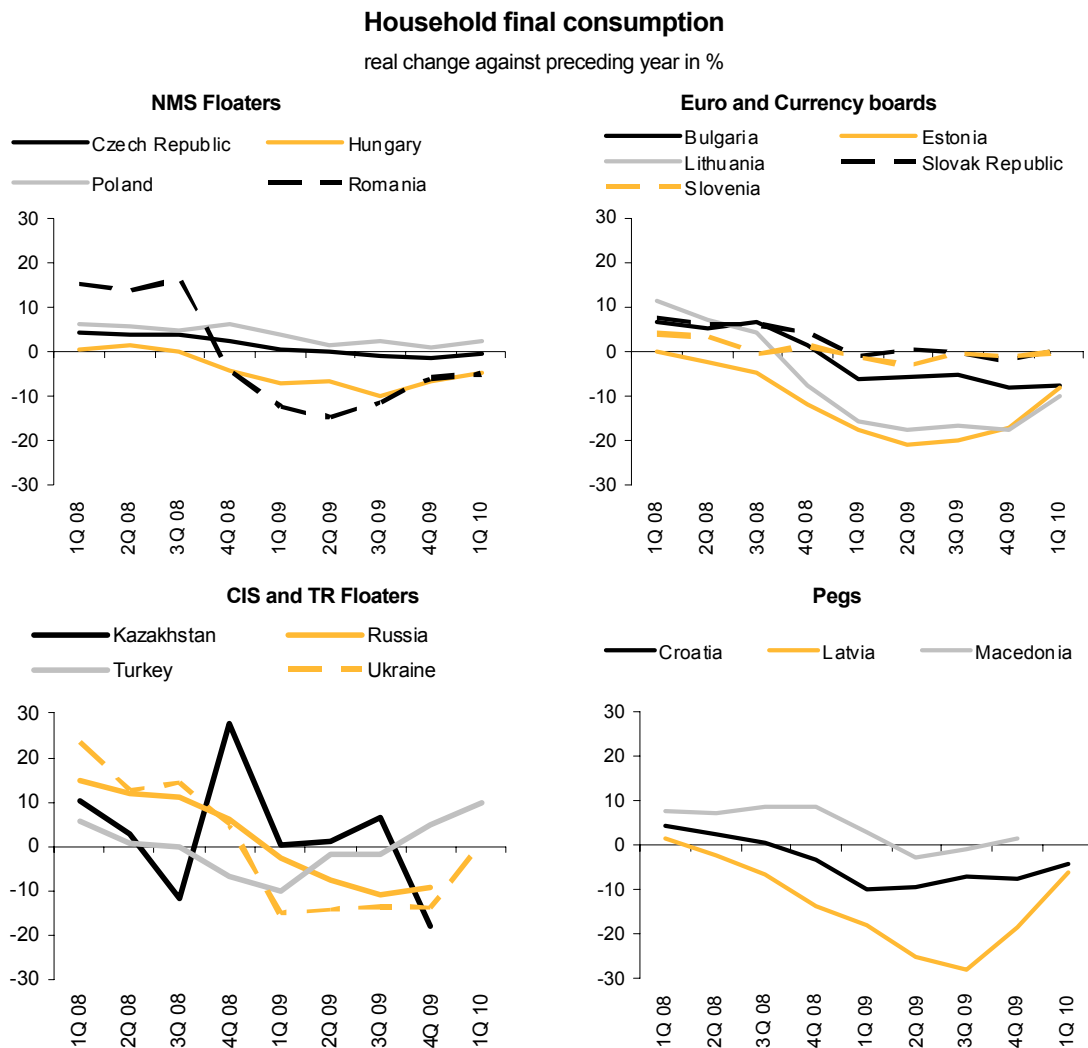 Household final consumption
real change against preceding year in %
NMS Floaters
Czech Republic
Hungary
Poland
Romania
30
20
10
0
-10
-20
-30
1Q 08
2Q 08
3Q 08
4Q 08
1Q 09
2Q 09
3Q 09
4Q 09
1Q 10
Euro and Currency boards
Bulgaria
Estonia
Lithuania
Slovak Republic
Slovenia
30
20
10
0
-10
-20
-30
1Q 08
2Q 08
3Q 08
4Q 08
1Q 09
2Q 09
3Q 09
4Q 09
1Q 10
CIS and TR Floaters
Kazakhstan
Russia
Turkey
Ukraine
30
20
10
0
-10
-20
-30
1Q 08
2Q 08
3Q 08
4Q 08
1Q 09
2Q 09
3Q 09
4Q 09
1Q 10
Pegs
Croatia
Latvia
Macedonia
30
20
10
0
-10
-20
-30
1Q 08
2Q 08
3Q 08
4Q 08
1Q 09
2Q 09
3Q 09
4Q 09
1Q 10